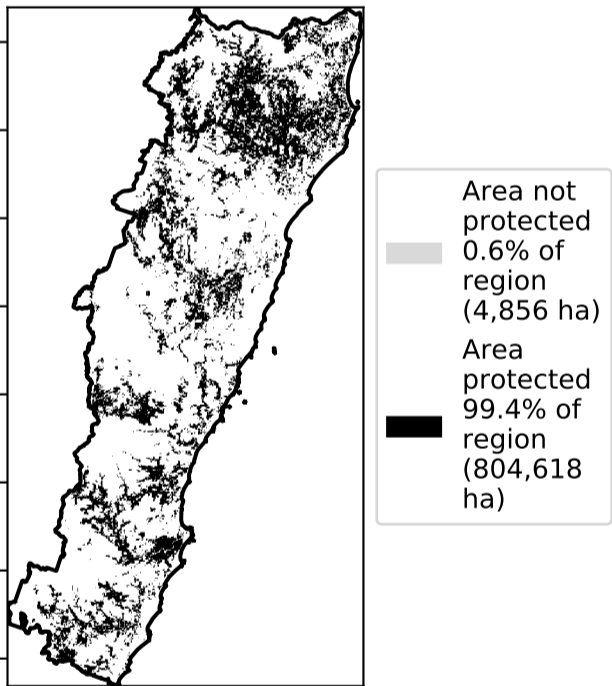 Area not
protected
0.6% of
region
(4,856 ha)
Area
protected
99.4% of
region
(804,618
ha)